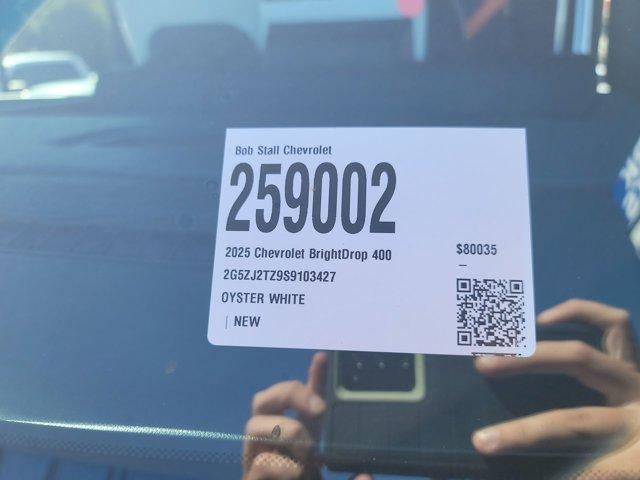 Bob Stall Chevrolet
259002
2025 Chevrolet BrightDrop 400
$80035
2G5ZJ2TZ9S9103427
OYSTER WHITE
| NEW